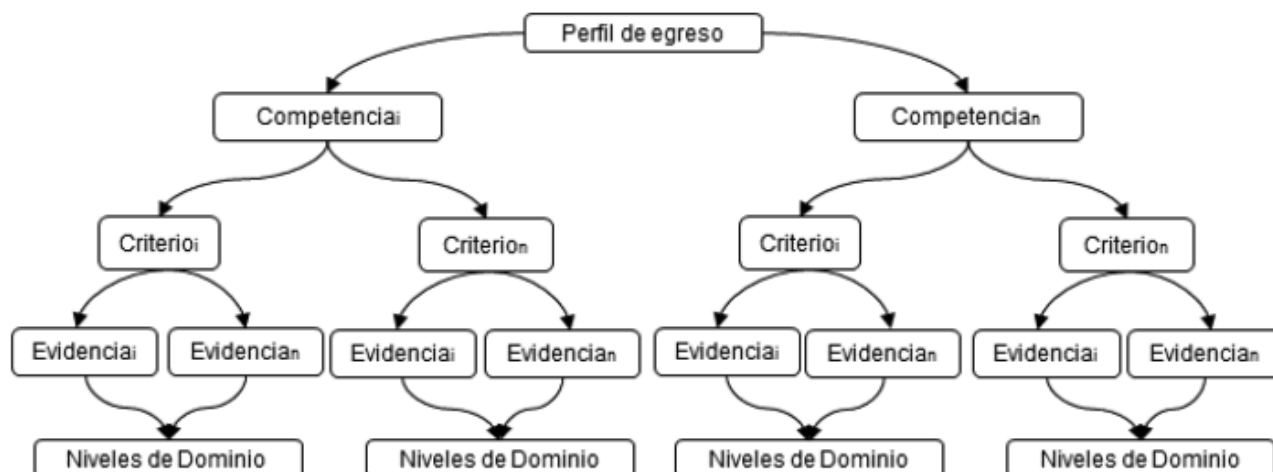 Perfil de egreso
Competenciai
Competencian
Criterioi
Criterion
Criterioi
Criterion
Evidenciai
Evidencian
Evidenciai
Evidencian
Evidenciai
Evidencian
Evidenciai
Evidencian
Niveles de Dominio
Niveles de Dominio
Niveles de Dominio
Niveles de Dominio